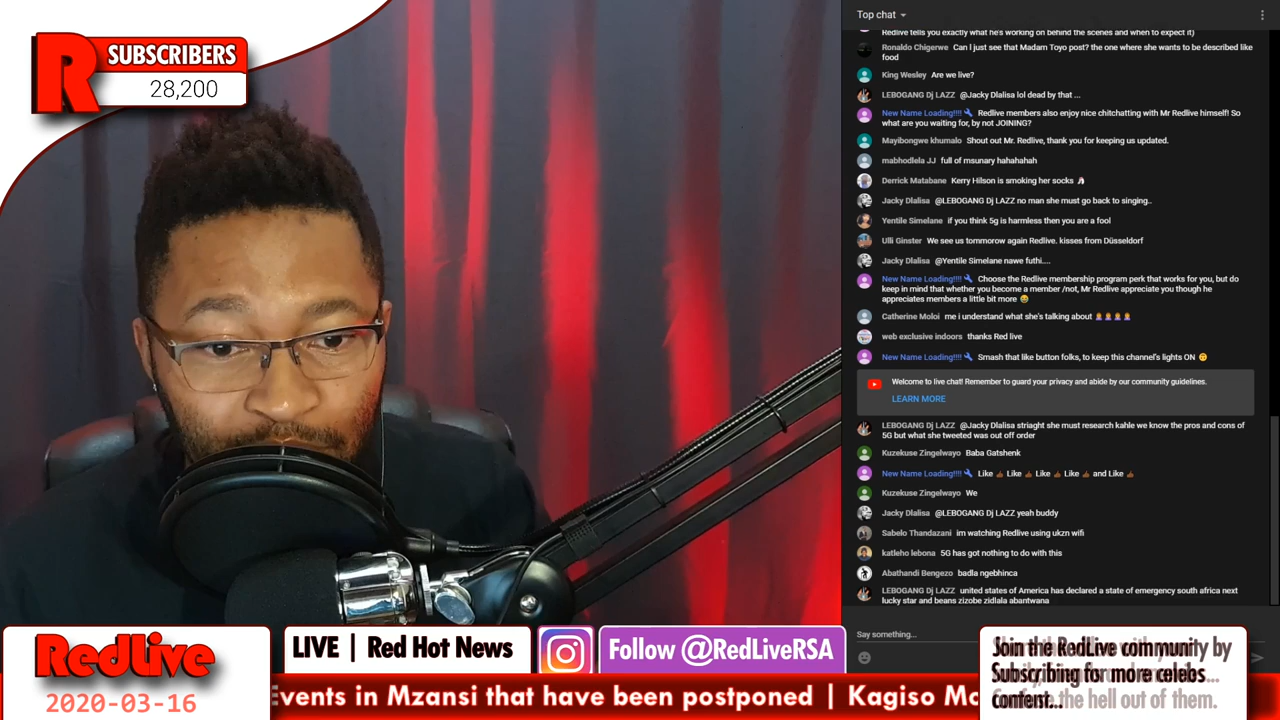 R
SUBSCRIBERS
28,200
Top chat
Redlive tells you exactly what he's working on behind the scenes and when to expect it)
Ronaldo Chigerwe Can I just see that Madam Toyo post? the one where she wants to be described like
food
King Wesley Are we live?
LEBOGANG Dj LAZZ @Jacky Dlalisa lol dead by that ...
New Name Loading!!!! Redlive members also enjoy nice chitchatting with Mr Redlive himself! So
what are you waiting for, by not JOINING?
Mayibongwe khumalo Shout out Mr. Redlive, thank you for keeping us updated.
mabhodlela JJ full of msunary hahahahah
Derrick Matabane Kerry Hilson is smoking her socks
Jacky Dlalisa @LEBOGANG Dj LAZZ no man she must go back to singing..
Yentile Simelane if you think 5g is harmless then you are a fool
Ulli Ginster We see us tommorow again Redlive. kisses from Düsseldorf
Jacky Dlalisa @Yentile Simelane nawe futhi....
New Name Loading!!!! Choose the Redlive membership program perk that works for you, but do
keep in mind that whether you become a member /not, Mr Redlive appreciate you though he
appreciates members a little bit more 😄
Catherine Moloi me i understand what she's talking about
web exclusive indoors thanks Red live
New Name Loading!!!! Smash that like button folks, to keep this channel's lights ON 🙃
Welcome to live chat! Remember to guard your privacy and abide by our community guidelines.
LEARN MORE
LEBOGANG Dj LAZZ @Jacky Dlalisa striaght she must research kahle we know the pros and cons of
5G but what she tweeted was out off order
Kuzekuse Zingelwayo Baba Gatshenk
New Name Loading!!!! Like 👍🏾 Like 👍🏾 Like 👍🏾 Like 👍🏾 and Like 👍🏾
Kuzekuse Zingelwayo We
Jacky Dlalisa @LEBOGANG Dj LAZZ yeah buddy
Sabelo Thandazani im watching Redlive using ukzn wifi
katleho lebona 5G has got nothing to do with this
Abathandi Bengezo badla ngebhinca
LEBOGANG Dj LAZZ united states of America has declared a state of emergency south africa next
lucky star and beans zizobe zidlala abantwana
Say something...
RedLive
2020-03-16
LIVE | Red Hot News
Follow @RedLiveRSA
Events in Mzansi that have been postponed | Kagiso Mo
Join the RedLive community by
Subscribing for more celebs
content...
the hell out of them.